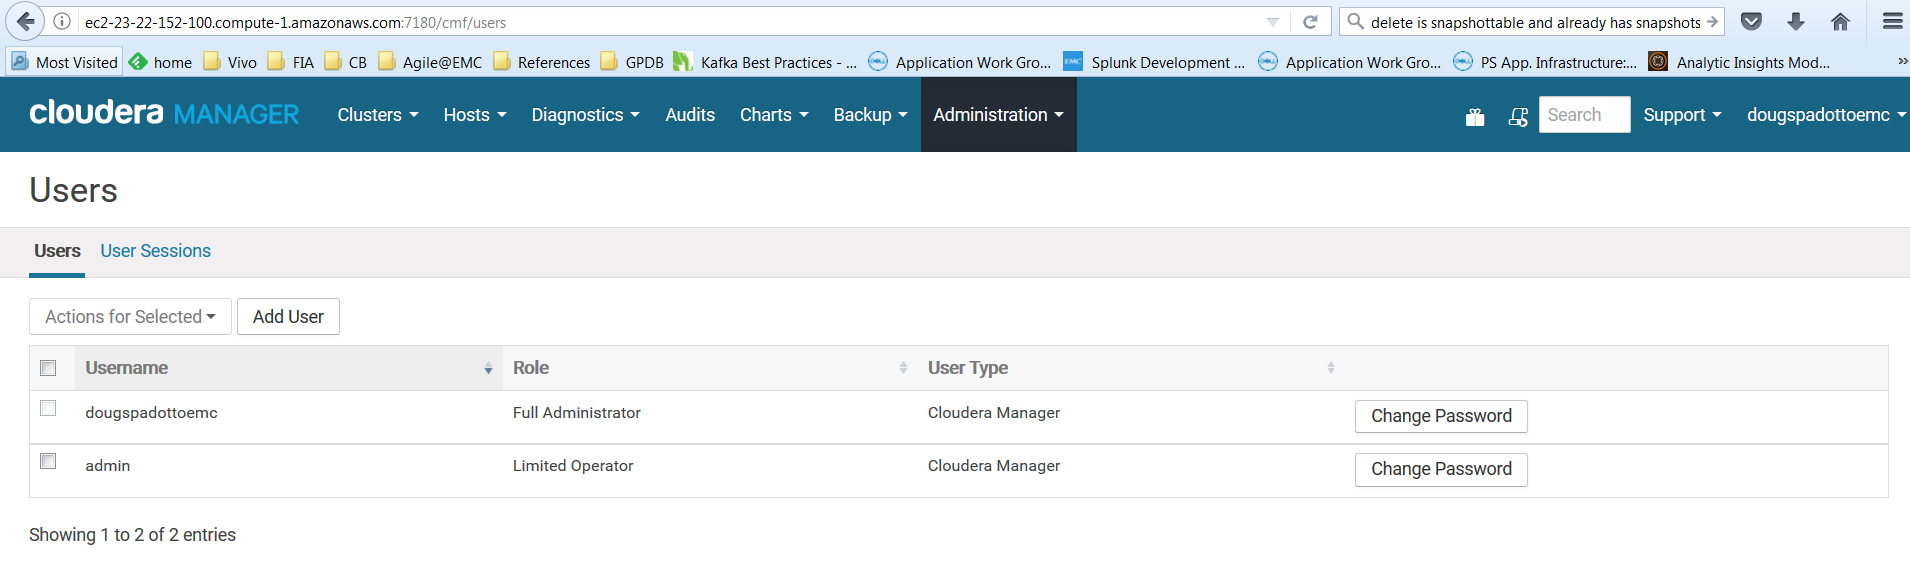 ec2-23-22-152-100.compute-1.amazonaws.com:7180/cmf/users delete is snapshottable and already has snapshots
Most Visited home Vivo FIA CB Agile@EMC References GPDB Kafka Best Practices - ... Application Work Gro... EMC Splunk Development ... Application Work Gro... PS App. Infrastructure:... Analytic Insights Mod... »
cloudera MANAGER Clusters Hosts Diagnostics Audits Charts Backup Administration Search Support dougspadottoemc
Users
Users User Sessions
Actions for Selected Add User
Username Role User Type
dougspadottoemc Full Administrator Cloudera Manager Change Password
admin Limited Operator Cloudera Manager Change Password
Showing 1 to 2 of 2 entries